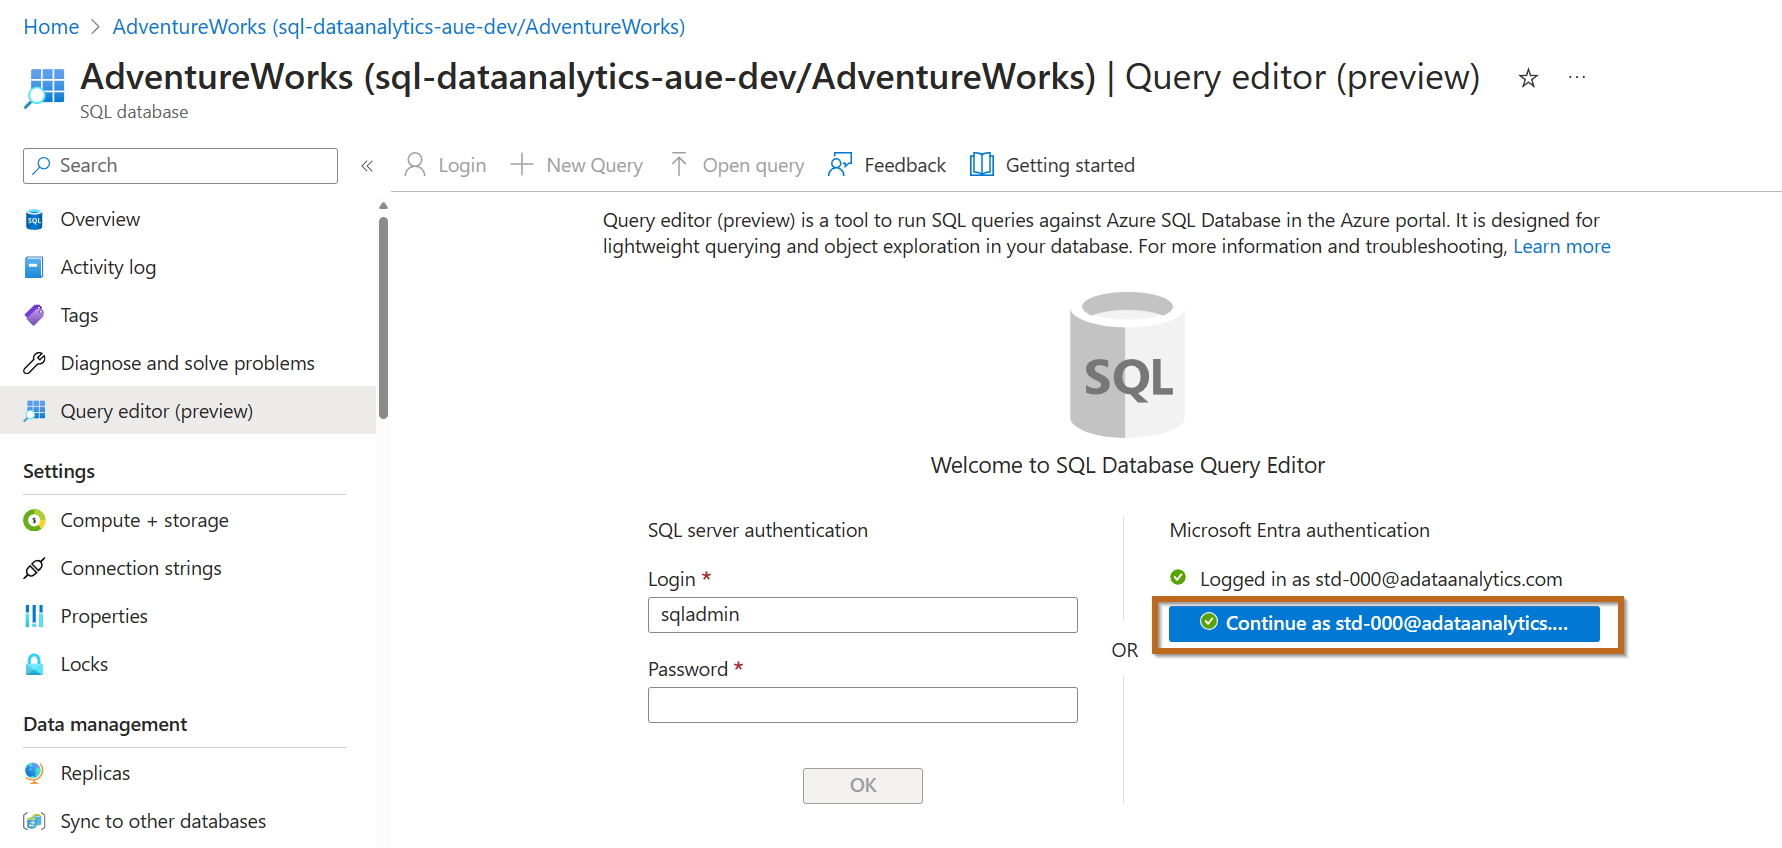 Home > AdventureWorks (sql-dataanalytics-aue-dev/AdventureWorks)
AdventureWorks (sql-dataanalytics-aue-dev/AdventureWorks) | Query editor (preview) ☆ ...
SQL database
Search «
Login
New Query
Open query
Feedback
Getting started
Overview
Activity log
Tags
Diagnose and solve problems
Query editor (preview)
Settings
Compute + storage
Connection strings
Properties
Locks
Data management
Replicas
Sync to other databases
Query editor (preview) is a tool to run SQL queries against Azure SQL Database in the Azure portal. It is designed for
lightweight querying and object exploration in your database. For more information and troubleshooting, Learn more
SQL
Welcome to SQL Database Query Editor
SQL server authentication
Login *
sqladmin
Password *
OK
OR
Microsoft Entra authentication
Logged in as std-000@adataanalytics.com
Continue as std-000@adataanalytics....